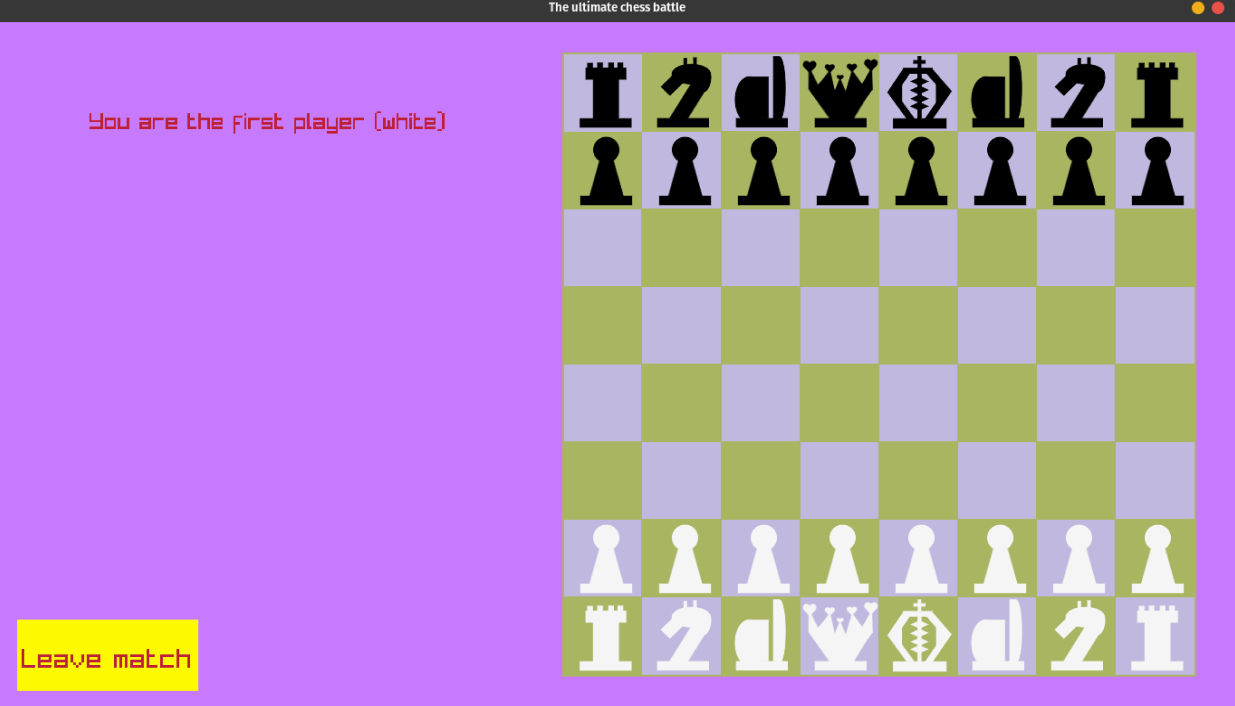 The ultimate chess battle
You are the first player (white)
Leave match